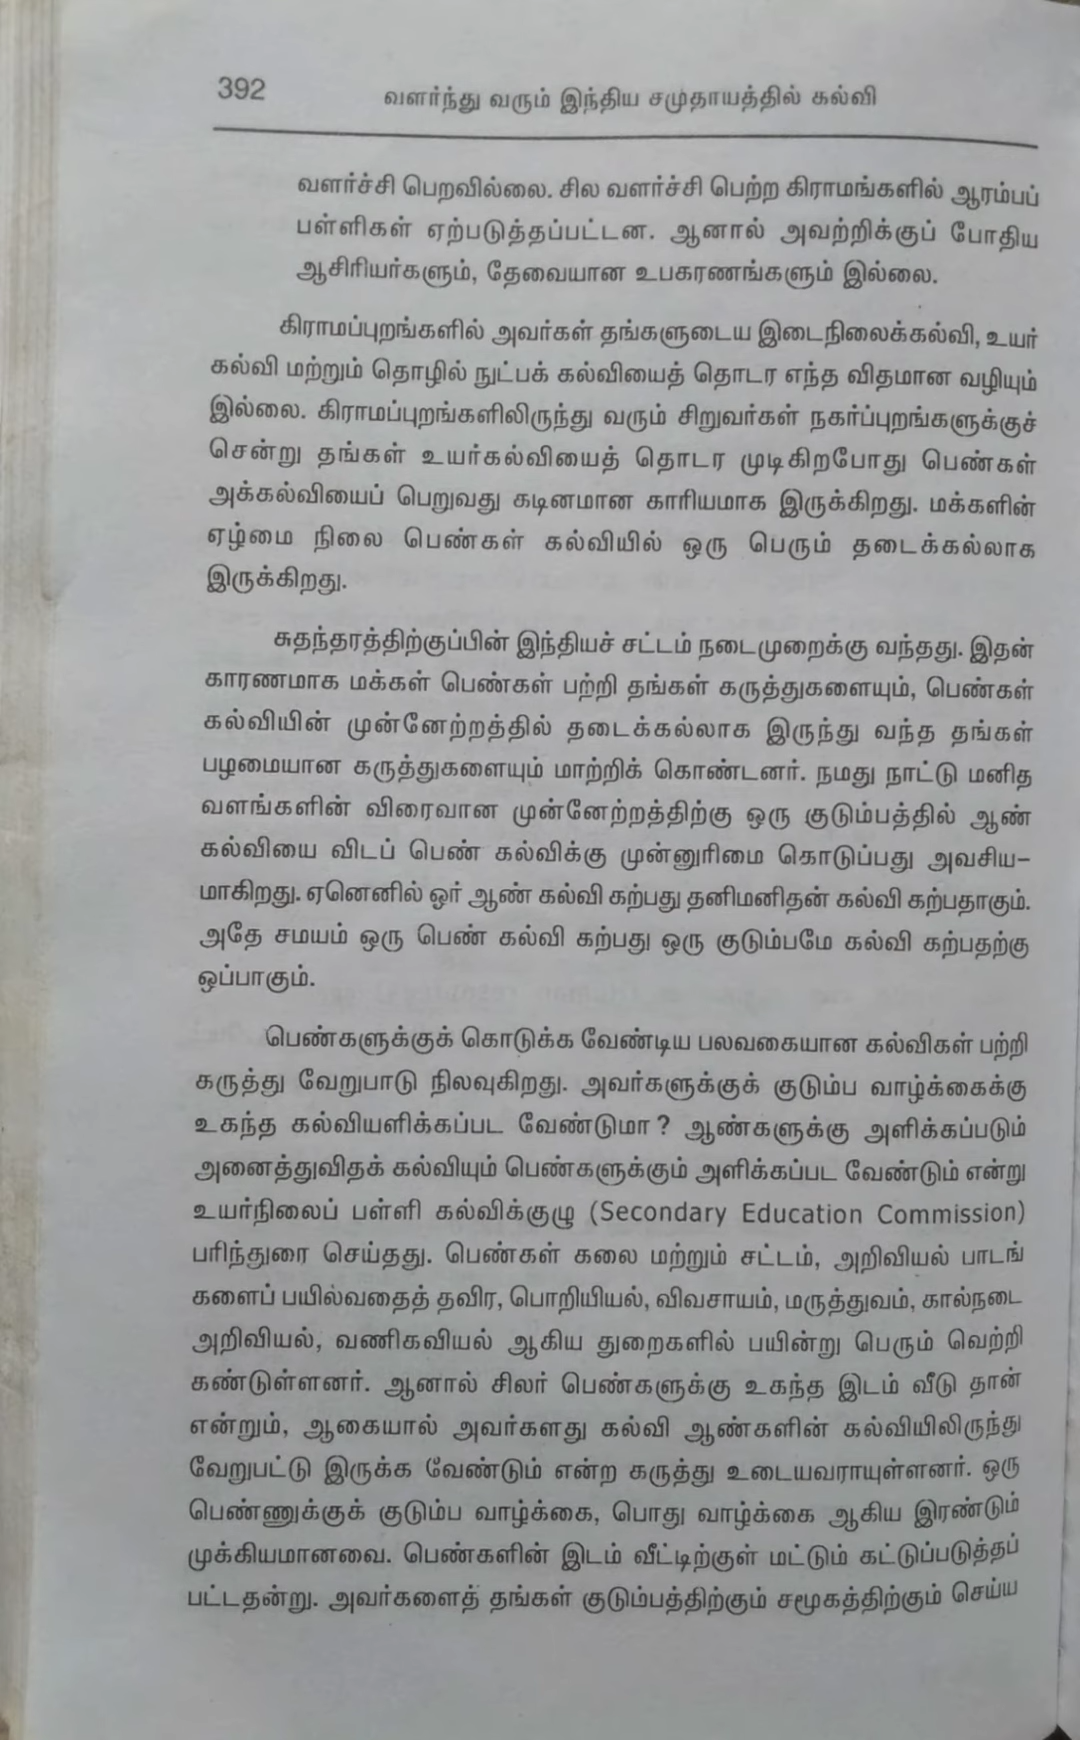 392
வளர்ந்து வரும் இந்திய சமுதாயத்தில் கல்வி
வளர்ச்சி பெறவில்லை. சில வளர்ச்சி பெற்ற கிராமங்களில் ஆரம்பப்
பள்ளிகள் ஏற்படுத்தப்பட்டன. ஆனால் அவற்றிக்குப் போதிய
ஆசிரியர்களும், தேவையான உபகரணங்களும் இல்லை.
கிராமப்புறங்களில் அவர்கள் தங்களுடைய இடைநிலைக்கல்வி, உயர்
கல்வி மற்றும் தொழில் நுட்பக் கல்வியைத் தொடர எந்த விதமான வழியும்
இல்லை. கிராமப்புறங்களிலிருந்து வரும் சிறுவர்கள் நகர்ப்புறங்களுக்குச்
சென்று தங்கள் உயர்கல்வியைத் தொடர முடிகிறபோது பெண்கள்
அக்கல்வியைப் பெறுவது கடினமான காரியமாக இருக்கிறது. மக்களின்
ஏழ்மை நிலை பெண்கள் கல்வியில் ஒரு பெரும் தடைக்கல்லாக
இருக்கிறது.
சுதந்தரத்திற்குப்பின் இந்தியச் சட்டம் நடைமுறைக்கு வந்தது. இதன்
காரணமாக மக்கள் பெண்கள் பற்றி தங்கள் கருத்துகளையும், பெண்கள்
கல்வியின் முன்னேற்றத்தில் தடைக்கல்லாக இருந்து வந்த தங்கள்
பழமையான கருத்துகளையும் மாற்றிக் கொண்டனர். நமது நாட்டு மனித
வளங்களின் விரைவான முன்னேற்றத்திற்கு ஒரு குடும்பத்தில் ஆண்
கல்வியை விடப் பெண் கல்விக்கு முன்னுரிமை கொடுப்பது அவசிய-
மாகிறது. ஏனெனில் ஓர் ஆண் கல்வி கற்பது தனிமனிதன் கல்வி கற்பதாகும்.
அதே சமயம் ஒரு பெண் கல்வி கற்பது ஒரு குடும்பமே கல்வி கற்பதற்கு
ஒப்பாகும்.
பெண்களுக்குக் கொடுக்க வேண்டிய பலவகையான கல்விகள் பற்றி
கருத்து வேறுபாடு நிலவுகிறது. அவர்களுக்குக் குடும்ப வாழ்க்கைக்கு
உகந்த கல்வியளிக்கப்பட வேண்டுமா ? ஆண்களுக்கு அளிக்கப்படும்
அனைத்துவிதக் கல்வியும் பெண்களுக்கும் அளிக்கப்பட வேண்டும் என்று
உயர்நிலைப் பள்ளி கல்விக்குழு (Secondary Education Commission)
பரிந்துரை செய்தது. பெண்கள் கலை மற்றும் சட்டம், அறிவியல் பாடங்
களைப் பயில்வதைத் தவிர, பொறியியல், விவசாயம், மருத்துவம், கால்நடை
அறிவியல், வணிகவியல் ஆகிய துறைகளில் பயின்று பெரும் வெற்றி
கண்டுள்ளனர். ஆனால் சிலர் பெண்களுக்கு உகந்த இடம் வீடு தான்
என்றும், ஆகையால் அவர்களது கல்வி ஆண்களின் கல்வியிலிருந்து
வேறுபட்டு இருக்க வேண்டும் என்ற கருத்து உடையவராயுள்ளனர். ஒரு
பெண்ணுக்குக் குடும்ப வாழ்க்கை, பொது வாழ்க்கை ஆகிய இரண்டும்
முக்கியமானவை. பெண்களின் இடம் வீட்டிற்குள் மட்டும் கட்டுப்படுத்தப்
பட்டதன்று. அவர்களைத் தங்கள் குடும்பத்திற்கும் சமூகத்திற்கும் செய்ய